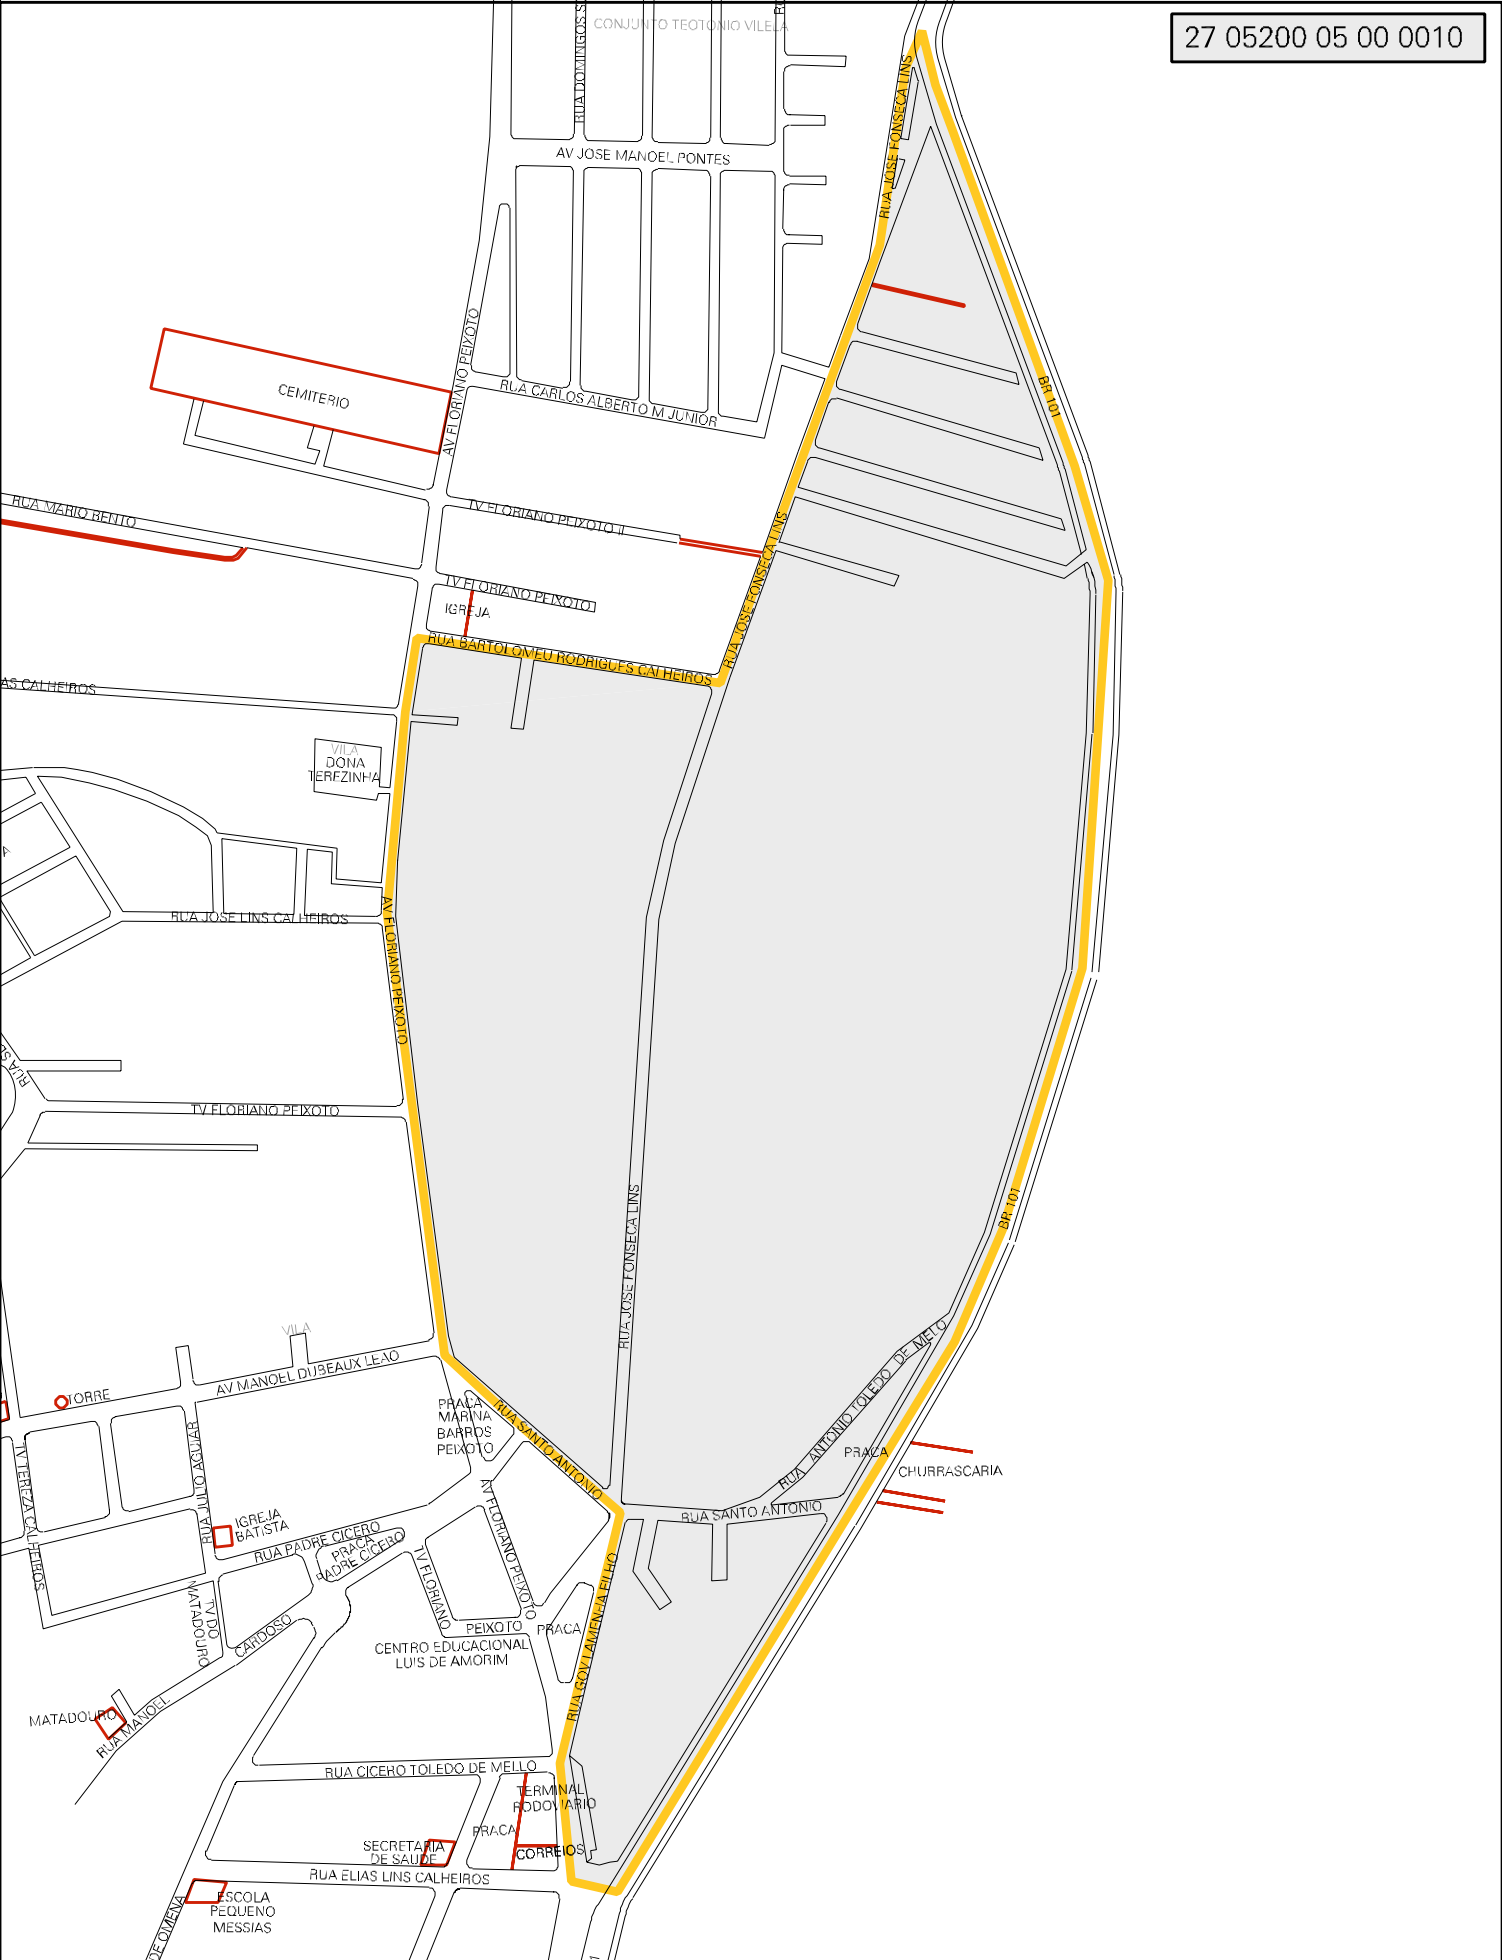 27 05200 05 00 0010
CONJUNTO TEOTONIO VILELA
RUA DOMINGOS
RUA JOSE FONSECA LINS
AV JOSE MANOEL PONTES
AV FLORIANO PEIXOTO
CEMITERIO
RUA CARLOS ALBERTO M JUNIOR
BR 101
RUA MARIO BENTO
TV FLORIANO PEIXOTO II
RUA JOSE FONSECA LINS
TV FLORIANO PEIXOTO
IGREJA
RUA BARTOLOMEU RODRIGUES CALHEIROS
AS CALHEIROS
VILA
DONA
TEREZINHA
A
RUA JOSE LINS CALHEIROS
AV FLORIANO PEIXOTO
RUA
TV FLORIANO PEIXOTO
RUA JOSE FONSECA LINS
BR 101
VILA
AV MANOEL DUBEAUX LEAO
TORRE
RUA ANTONIO TOLEDO DE MELO
PRACA
MARINA
BARROS
PEIXOTO
RUA SANTO ANTONIO
PRACA
CHURRASCARIA
TV TEREZA CALHEIROS
RUA JULIO AGUIAR
IGREJA
BATISTA
RUA PADRE CICERO
PRACA
PADRE CICERO
AV FLORIANO PEIXOTO
RUA SANTO ANTONIO
TV FLORIANO
PEIXOTO
PRACA
RUA GOV LAMENHA FILHO
TV DO
MATADOURO
CARDOSO
CENTRO EDUCACIONAL
LUIS DE AMORIM
MATADOURO
RUA MANOEL
RUA CICERO TOLEDO DE MELLO
TERMINAL
RODOVIARIO
PRACA
CORREIOS
SECRETARIA
DE SAUDE
RUA ELIAS LINS CALHEIROS
ESCOLA
PEQUENO
MESSIAS
DE OMENA